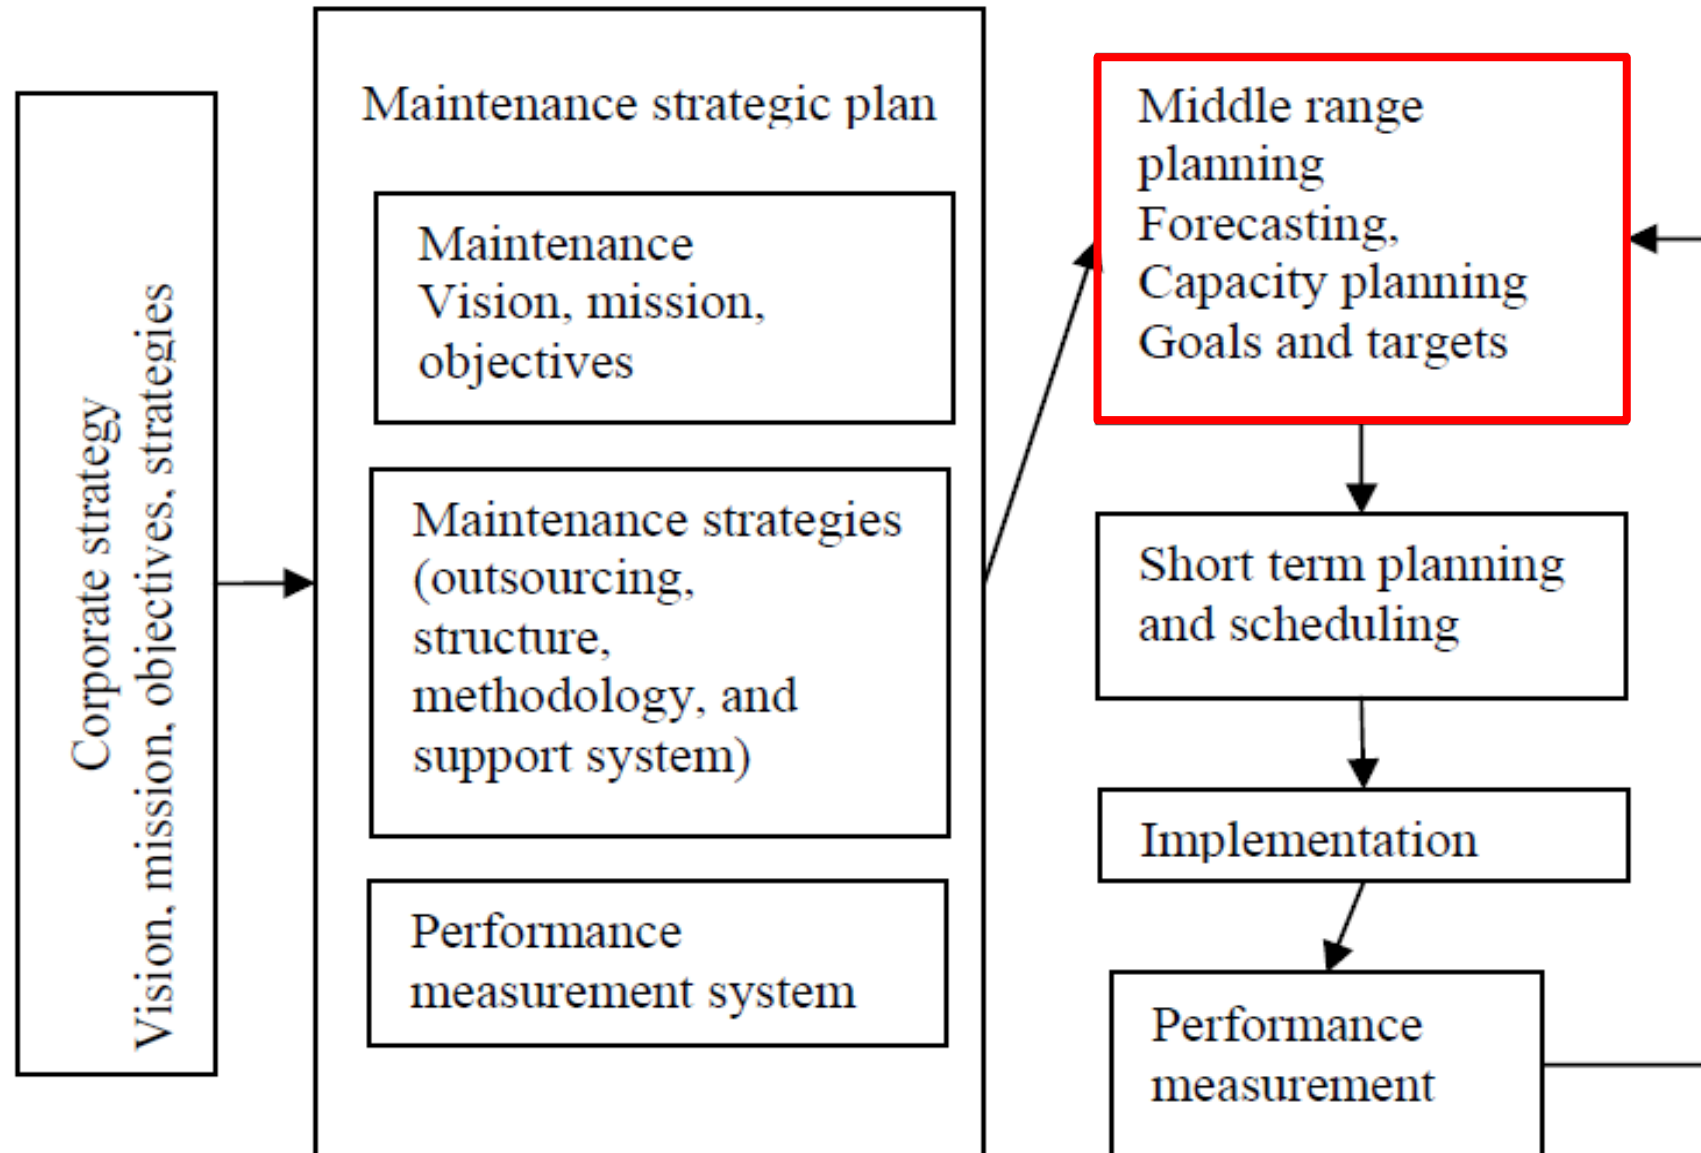 Corporate strategy
Vision, mission, objectives, strategies
Maintenance strategic plan
Maintenance
Vision, mission,
objectives
Maintenance strategies
(outsourcing,
structure,
methodology, and
support system)
Performance
measurement system
Middle range
planning
Forecasting,
Capacity planning
Goals and targets
Short term planning
and scheduling
Implementation
Performance
measurement